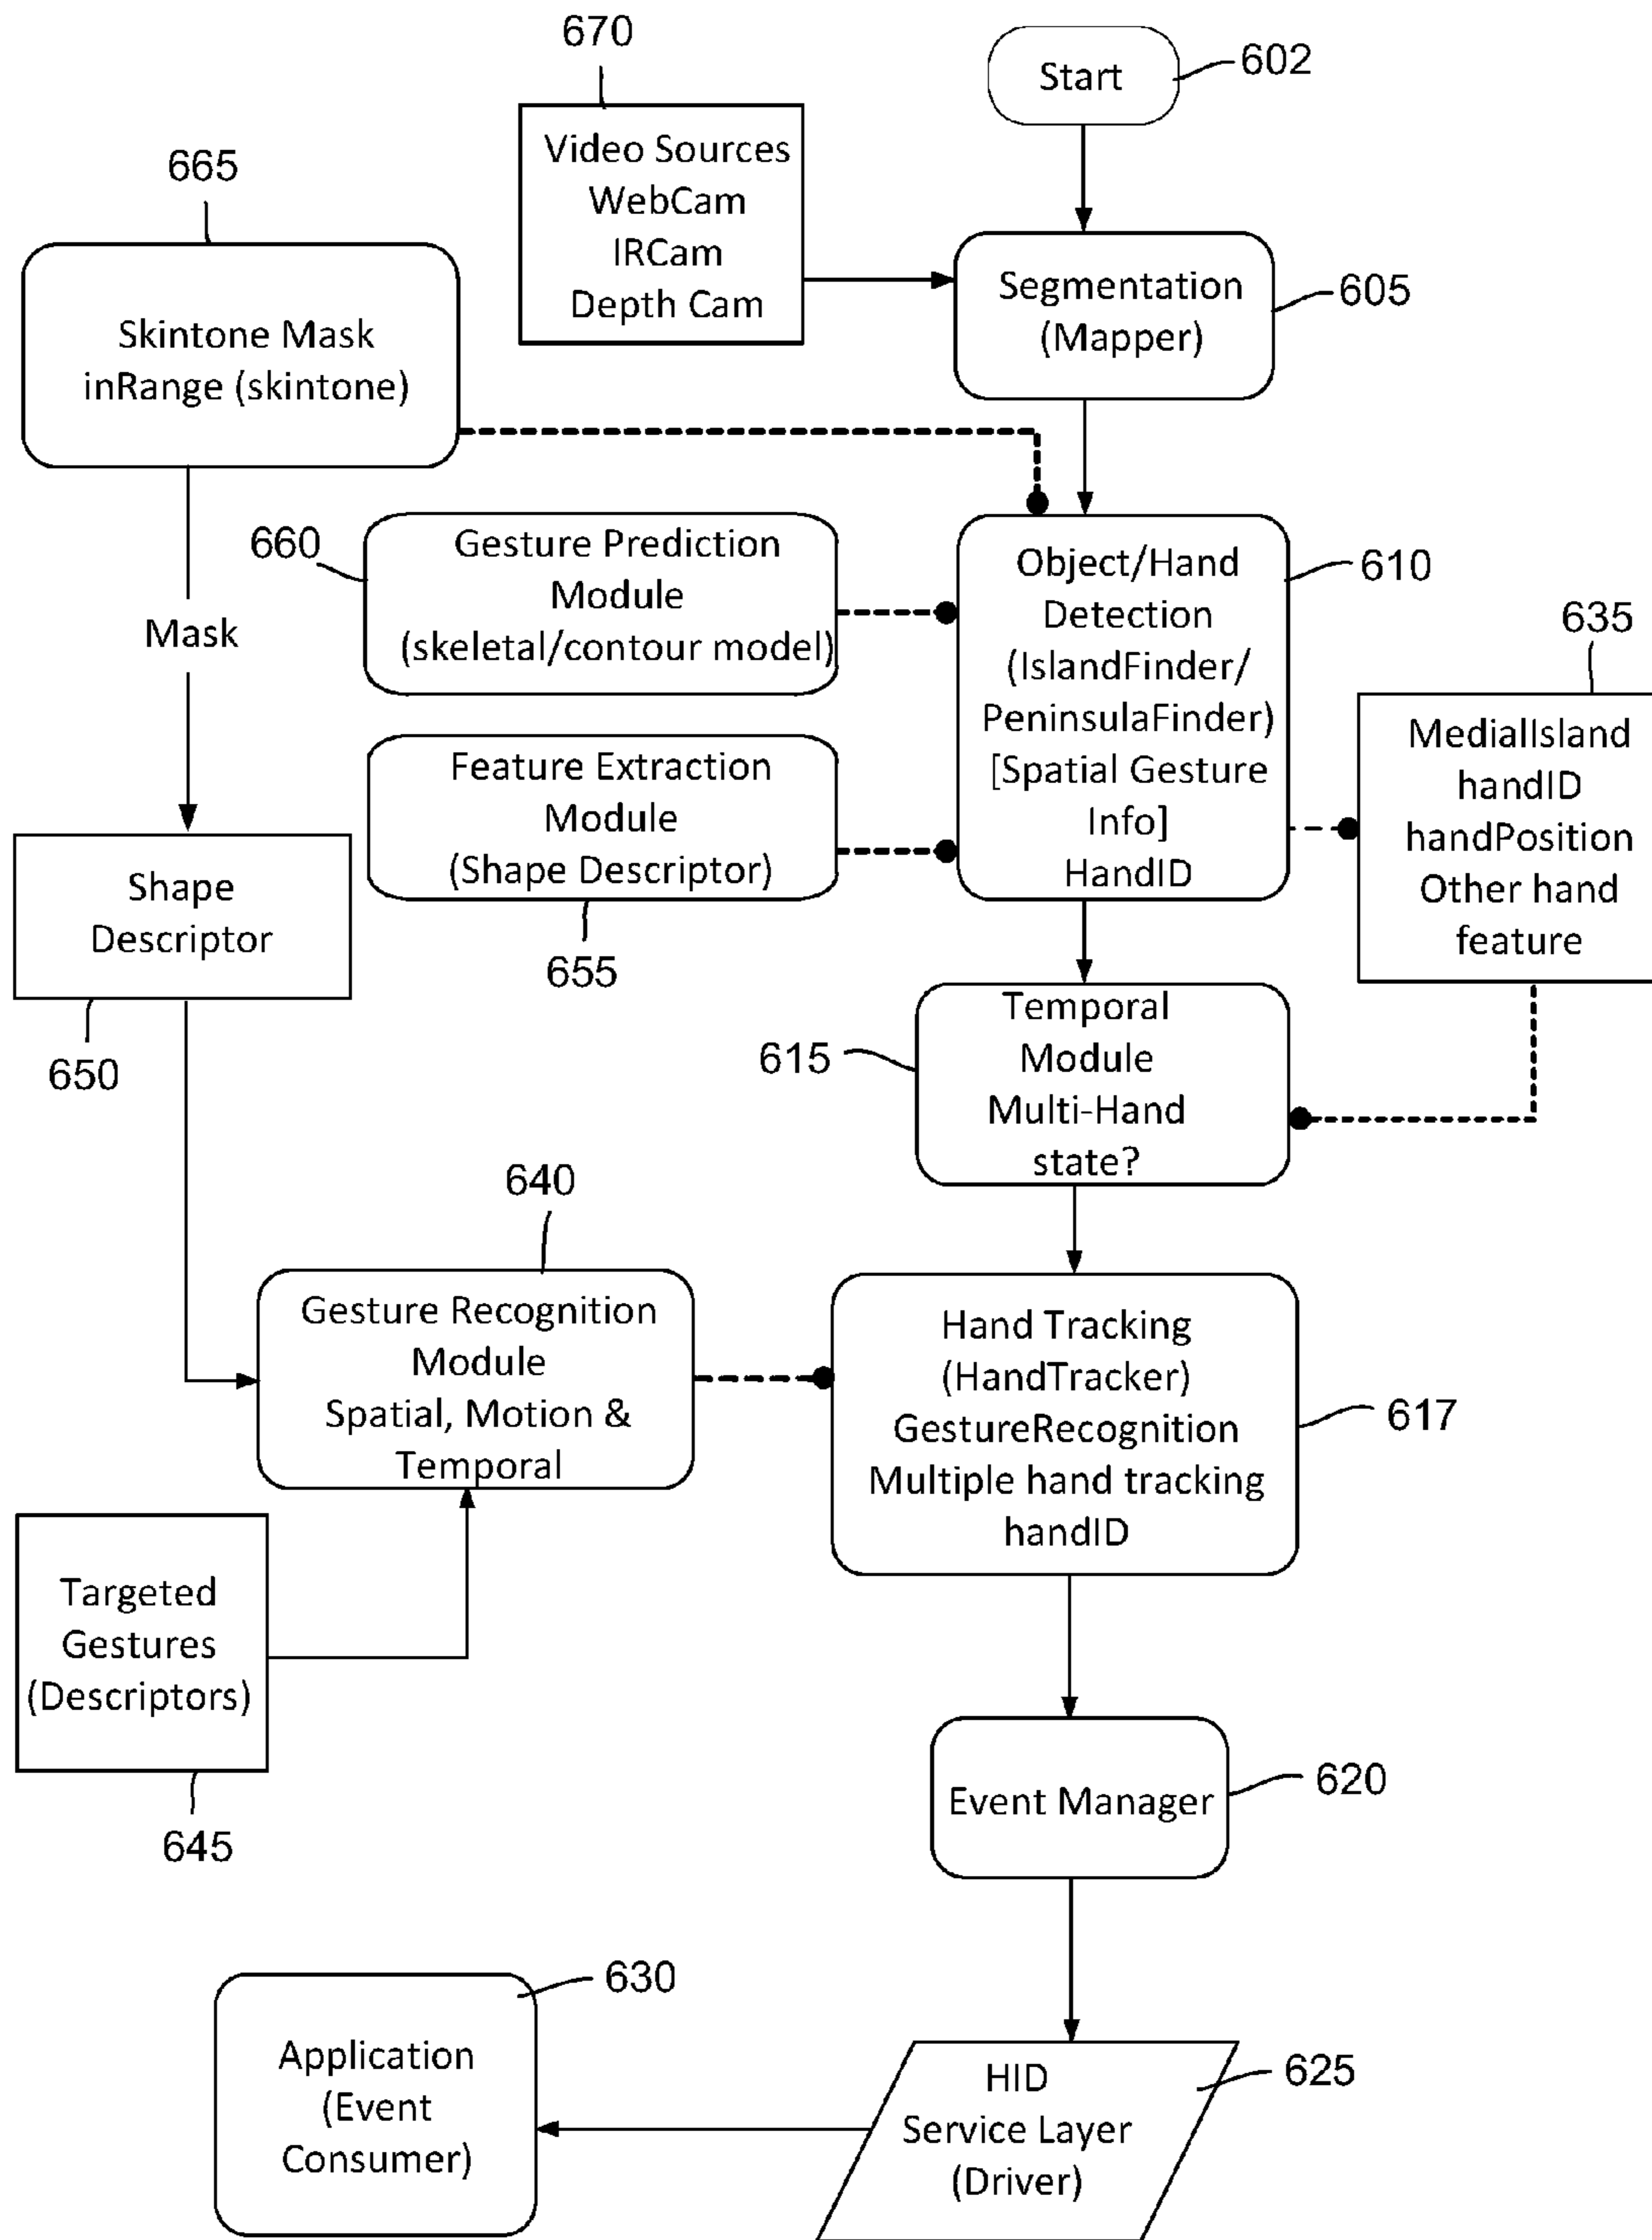 670
Start
602
Video Sources
WebCam
IRCam
Depth Cam
665
Skintone Mask
inRange (skintone)
Segmentation
(Mapper)
605
660
Gesture Prediction
Module
(skeletal/contour model)
Mask
Object/Hand
Detection
(IslandFinder/
PeninsulaFinder)
[Spatial Gesture
Info]
HandID
610
635
MedialIsland
handID
handPosition
Other hand
feature
Feature Extraction
Module
(Shape Descriptor)
655
Shape
Descriptor
650
615
Temporal
Module
Multi-Hand
state?
640
Gesture Recognition
Module
Spatial, Motion &
Temporal
Hand Tracking
(HandTracker)
GestureRecognition
Multiple hand tracking
handID
617
Targeted
Gestures
(Descriptors)
645
Event Manager
620
630
Application
(Event
Consumer)
HID
Service Layer
(Driver)
625